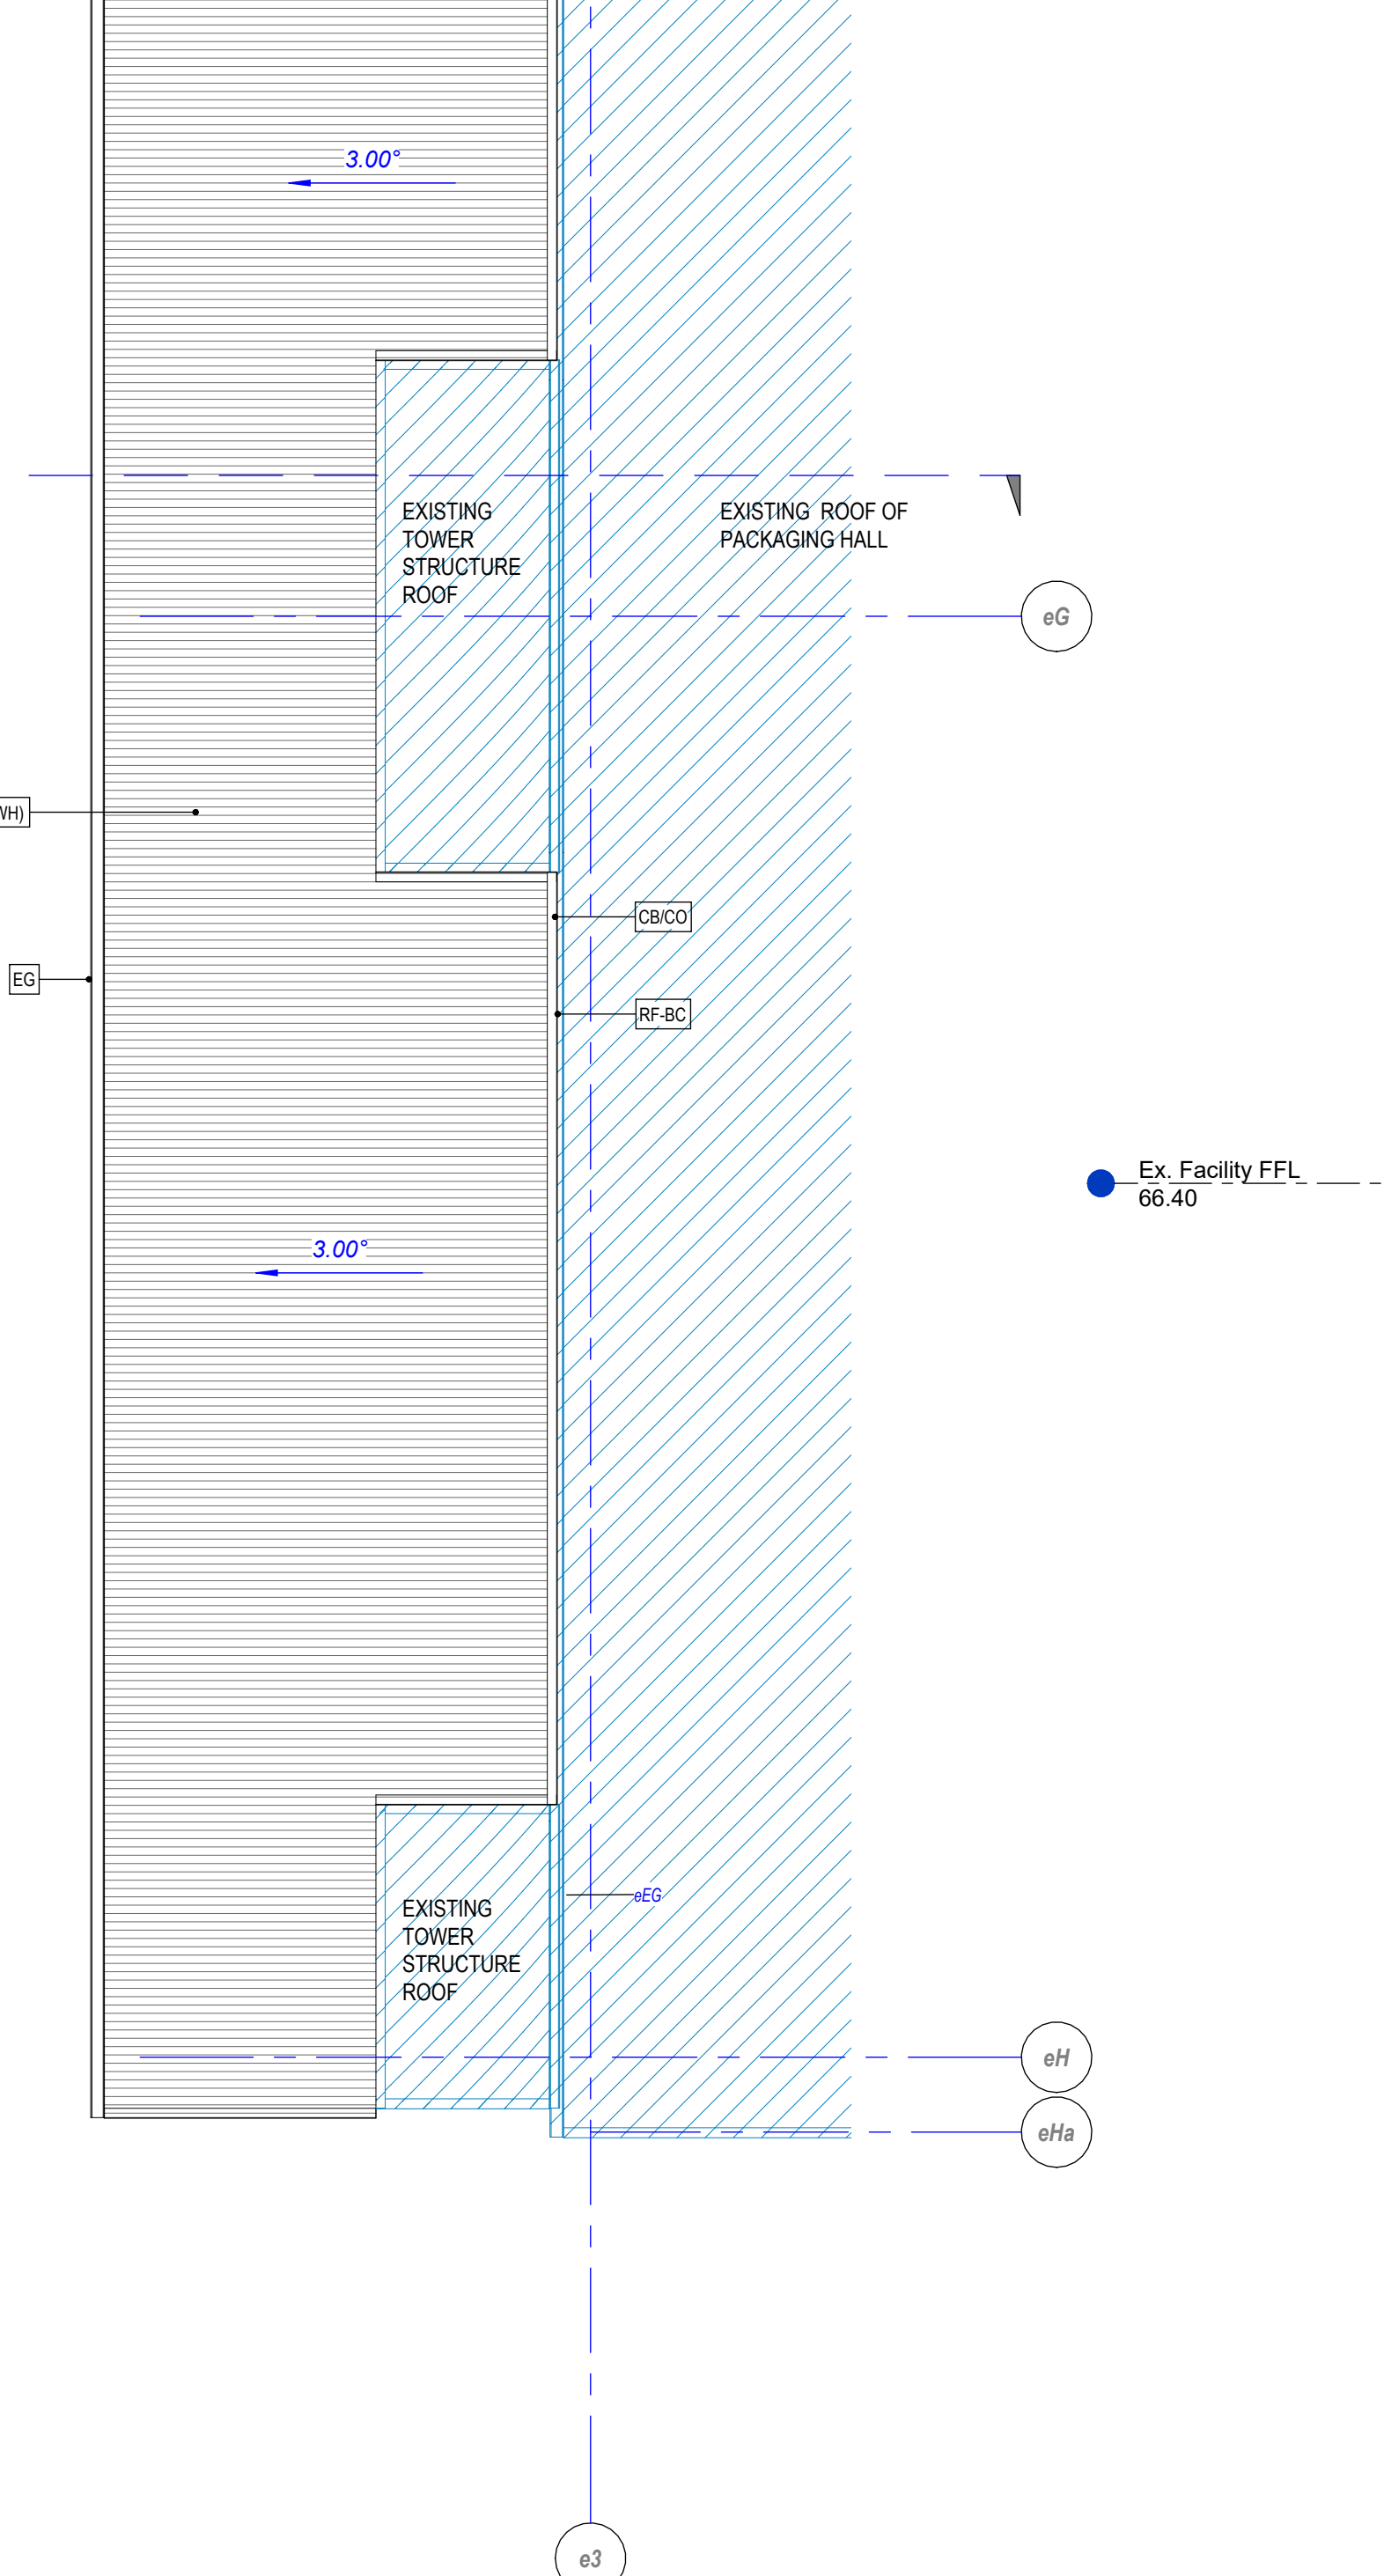 3.00°
EXISTING
TOWER
STRUCTURE
ROOF
EXISTING ROOF OF
PACKAGING HALL
eG
WH)
CB/CO
EG
RF-BC
Ex. Facility FFL
66.40
3.00°
EXISTING
TOWER
STRUCTURE
ROOF
eEG
eH
eHa
e3